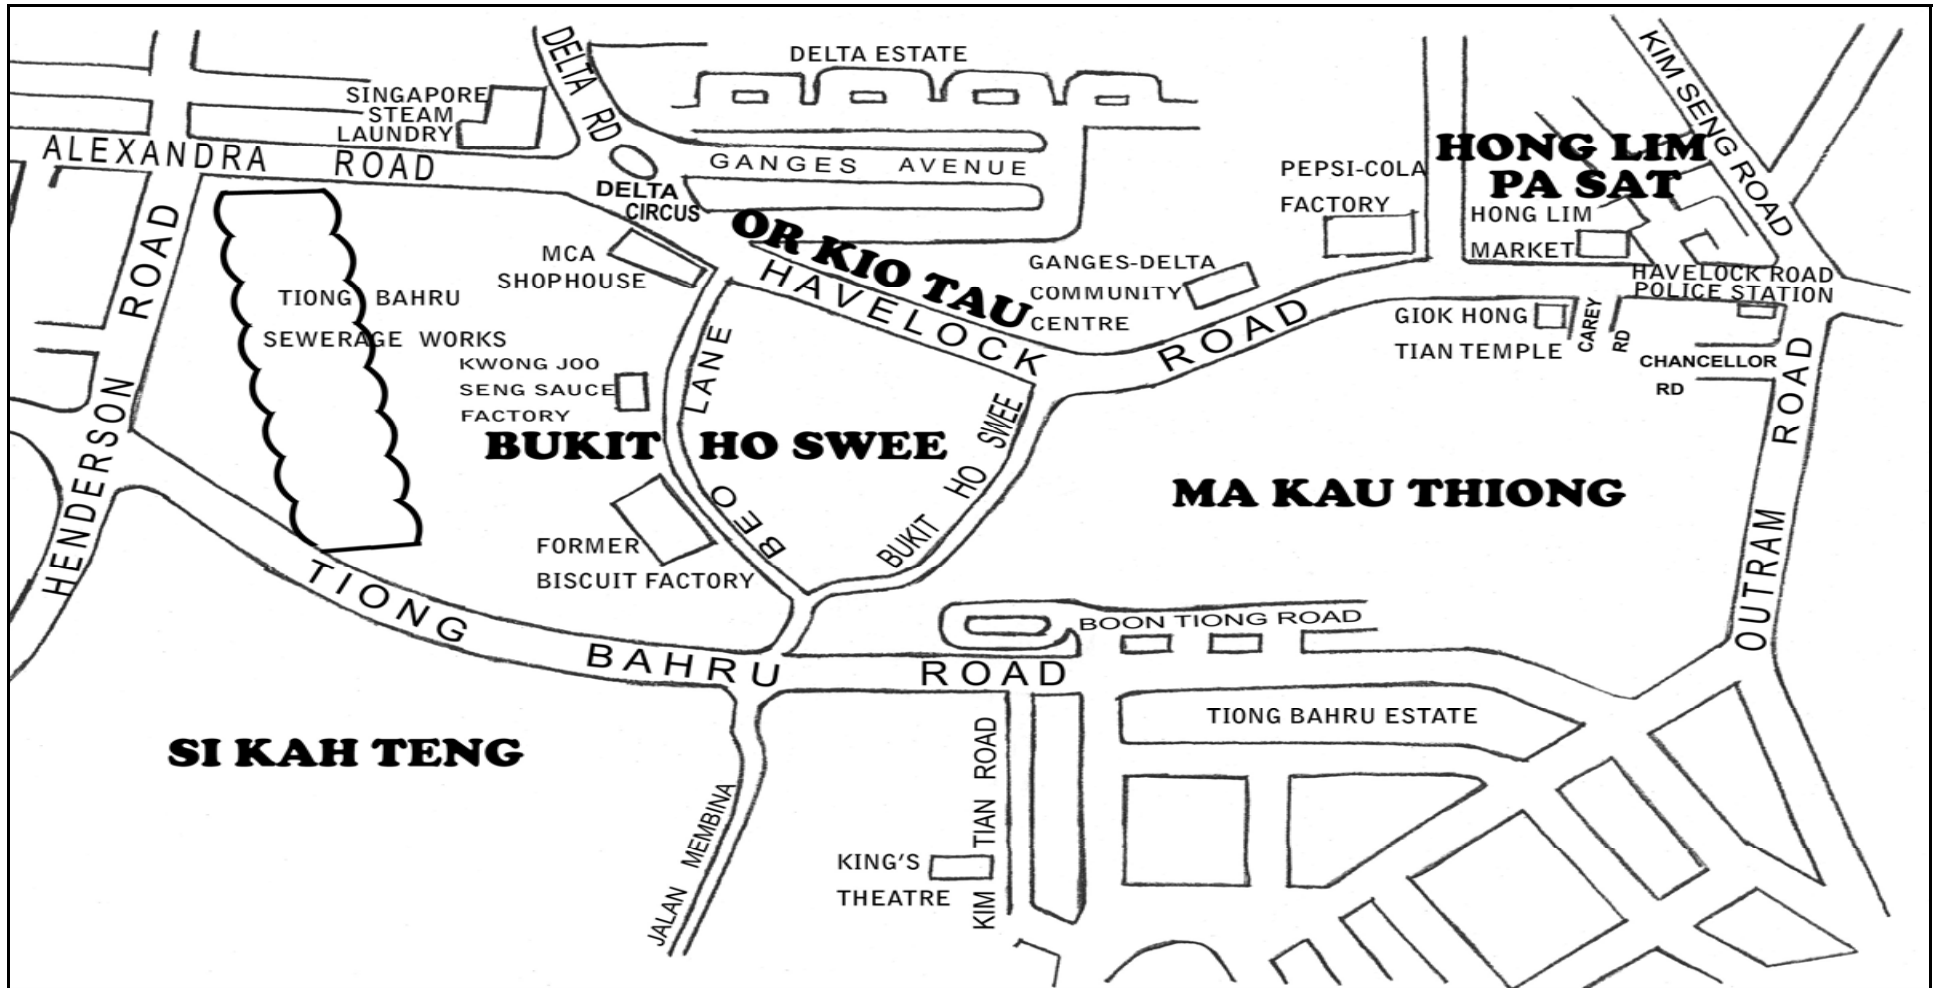 DELTA RD
DELTA ESTATE
KIM SENG ROAD
SINGAPORE
STEAM
LAUNDRY
ALEXANDRA ROAD
GANGES AVENUE
DELTA
CIRCUS
PEPSI-COLA
FACTORY
HONG LIM
PA SAT
HONG LIM
MARKET
HAVELOCK ROAD
POLICE STATION
OR KIO TAU
MCA
SHOPHOUSE
HAVELOCK ROAD
GANGES-DELTA
COMMUNITY
CENTRE
GIOK HONG
TIAN TEMPLE
CAREY
RD
CHANCELLOR
RD
HENDERSON ROAD
TIONG BAHRU
SEWERAGE WORKS
KWONG JOO
SENG SAUCE
FACTORY
BEO LANE
BUKIT HO SWEE
BUKIT HO SWEE
MA KAU THIONG
OUTRAM ROAD
FORMER
BISCUIT FACTORY
TIONG BAHRU ROAD
BOON TIONG ROAD
TIONG BAHRU ESTATE
SI KAH TENG
JALAN MEMBINA
KIM TIAN ROAD
KING'S
THEATRE